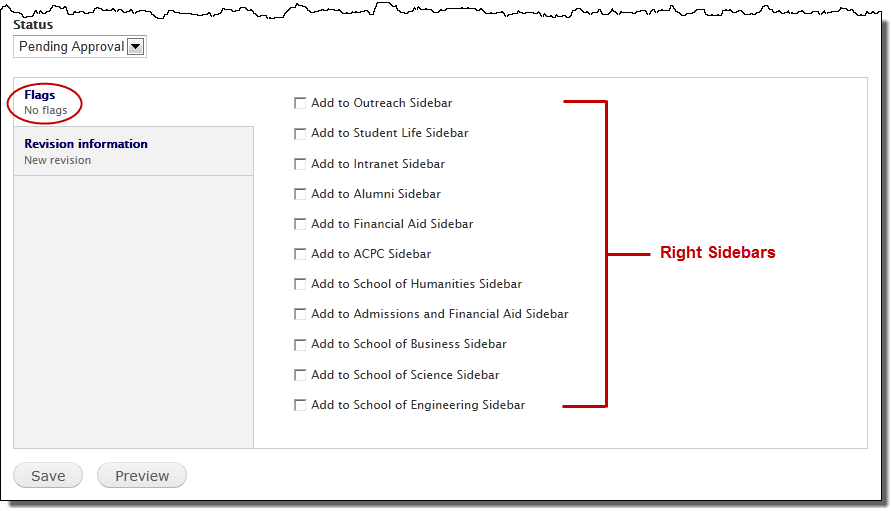 Status
Pending Approval
Flags
No flags
Revision information
New revision
Add to Outreach Sidebar
Add to Student Life Sidebar
Add to Intranet Sidebar
Add to Alumni Sidebar
Add to Financial Aid Sidebar
Add to ACPC Sidebar
Add to School of Humanities Sidebar
Add to Admissions and Financial Aid Sidebar
Add to School of Business Sidebar
Add to School of Science Sidebar
Add to School of Engineering Sidebar
Right Sidebars
Save
Preview